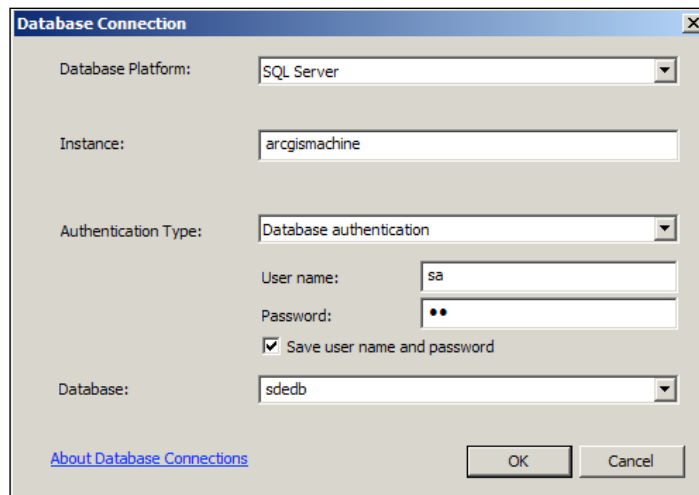 Database Connection
Database Platform: SQL Server
Instance: arcgismachine
Authentication Type: Database authentication
User name: sa
Password: ••
Save user name and password
Database: sdedb
About Database Connections OK Cancel